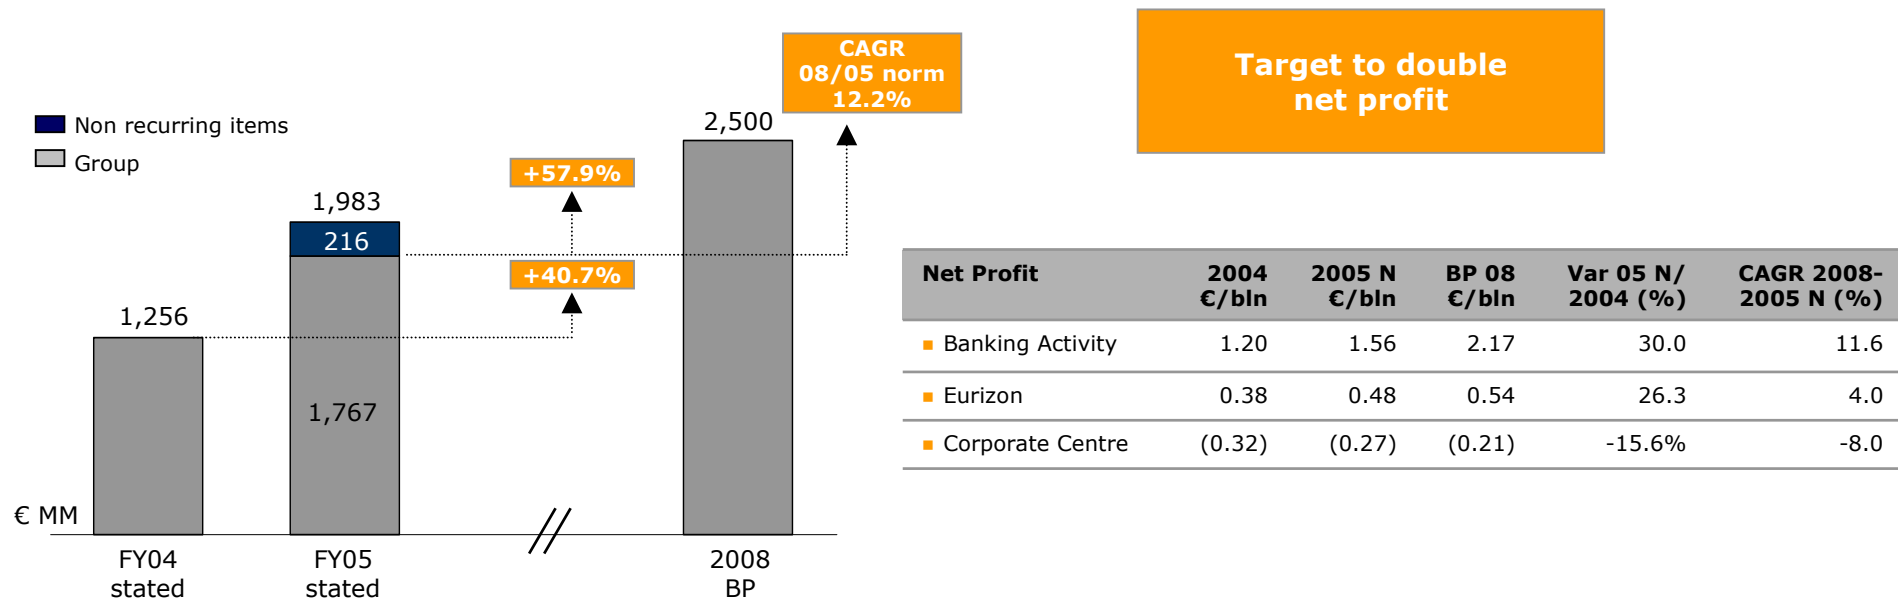 CAGR
08/05 norm
12.2%
Target to double
net profit
Non recurring items
Group
2,500
+57.9%
1,983
216
+40.7%
1,256
1,767
€ MM
FY04
stated
FY05
stated
2008
BP
Net Profit 2004 2005 N BP 08 Var 05 N/ CAGR 2008-
€/bln €/bln €/bln 2004 (%) 2005 N (%)
Banking Activity 1.20 1.56 2.17 30.0 11.6
Eurizon 0.38 0.48 0.54 26.3 4.0
Corporate Centre (0.32) (0.27) (0.21) -15.6% -8.0